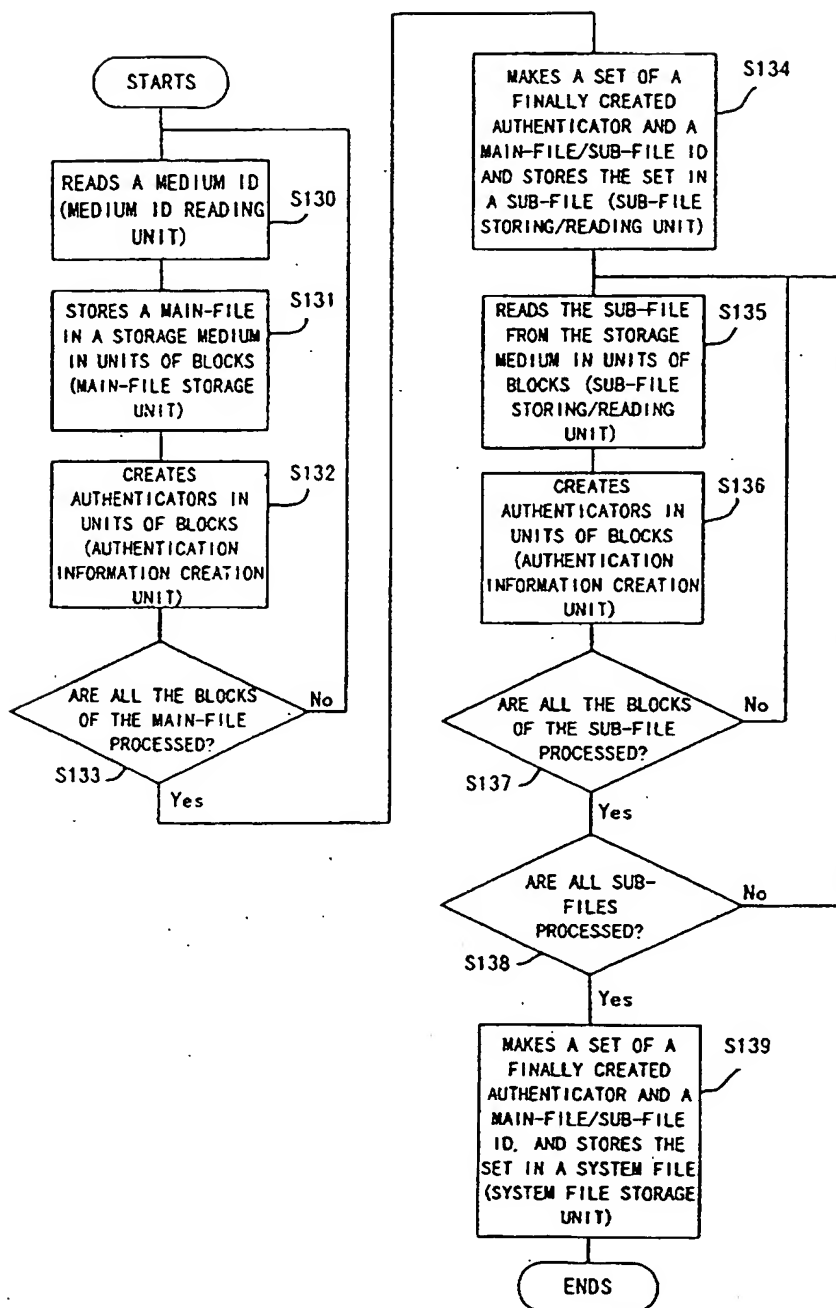 STARTS
READS A MEDIUM ID
(MEDIUM ID READING
UNIT)
S130
STORES A MAIN-FILE
IN A STORAGE MEDIUM
IN UNITS OF BLOCKS
(MAIN-FILE STORAGE
UNIT)
S131
CREATES
AUTHENTICATORS IN
UNITS OF BLOCKS
(AUTHENTICATION
INFORMATION CREATION
UNIT)
S132
ARE ALL THE BLOCKS
OF THE MAIN-FILE
PROCESSED?
No
S133
Yes
MAKES A SET OF A
FINALLY CREATED
AUTHENTICATOR AND A
MAIN-FILE/SUB-FILE ID
AND STORES THE SET IN
A SUB-FILE (SUB-FILE
STORING/READING UNIT)
S134
READS THE SUB-FILE
FROM THE STORAGE
MEDIUM IN UNITS OF
BLOCKS (SUB-FILE
STORING/READING
UNIT)
S135
CREATES
AUTHENTICATORS IN
UNITS OF BLOCKS
(AUTHENTICATION
INFORMATION CREATION
UNIT)
S136
ARE ALL THE BLOCKS
OF THE SUB-FILE
PROCESSED?
No
S137
Yes
ARE ALL SUB-
FILES
PROCESSED?
No
S138
Yes
MAKES A SET OF A
FINALLY CREATED
AUTHENTICATOR AND A
MAIN-FILE/SUB-FILE
ID. AND STORES THE
SET IN A SYSTEM FILE
(SYSTEM FILE STORAGE
UNIT)
S139
ENDS